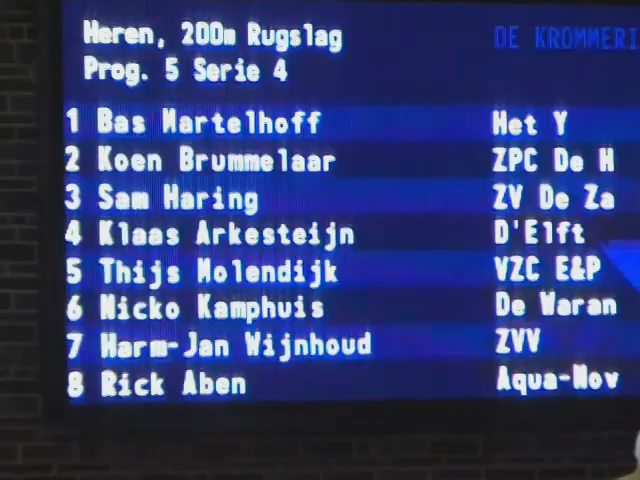 Heren, 200m Rugslag DE KROMMERI
Prog. 5 Serie 4
1 Bas Martelhoff Het Y
2 Koen Brummelaar ZPC De H
3 Sam Haring ZV De Za
4 Klaas Arkesteijn D'Elft
5 Thijs Molendijk VZC E&P
6 Nicko Kamphuis De Waran
7 Harm-Jan Wijnhoud ZVV
8 Rick Aben Aqua-Nov